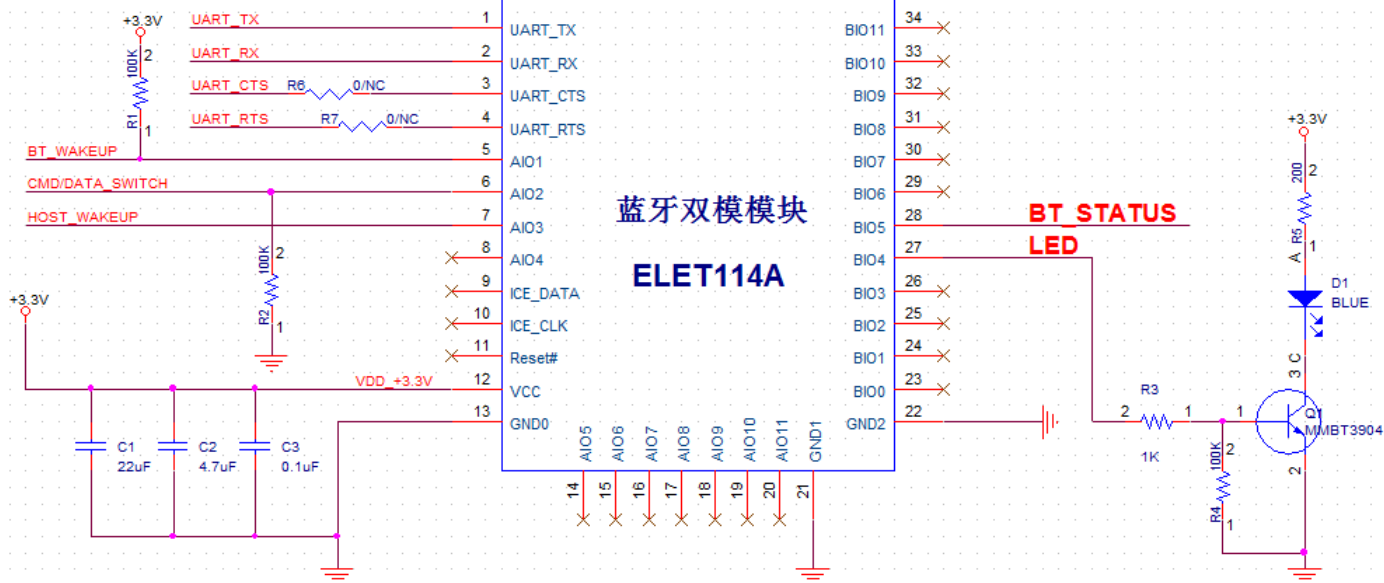 +3.3V
UART_TX 1 UART_TX
100K 2
R1 1
UART_RX 2 UART_RX
UART_CTS R6 0/NC 3 UART_CTS
UART_RTS R7 0/NC 4 UART_RTS
BT_WAKEUP 5 AIO1
CMD/DATA_SWITCH 6 AIO2
HOST_WAKEUP 7 AIO3
8 AIO4
100K 2
R2 1
9 ICE_DATA
10 ICE_CLK
11 Reset#
+3.3V
VDD_+3.3V 12 VCC
13 GND0
C1
22uF
C2
4.7uF
C3
0.1uF
蓝牙双模模块
ELET114A
AIO5 14
AIO6 15
AIO7 16
AIO8 17
AIO9 18
AIO10 19
AIO11 20
GND1 21
BIO11 34
BIO10 33
BIO9 32
BIO8 31
BIO7 30
BIO6 29
BIO5 28 BT_STATUS
BIO4 27 LED
BIO3 26
BIO2 25
BIO1 24
BIO0 23
GND2 22
+3.3V
200 2
R5 1
A
D1
BLUE
3 C
R3
2 1
1K
1 Q1
MMBT3904
2
100K 2
R4 1